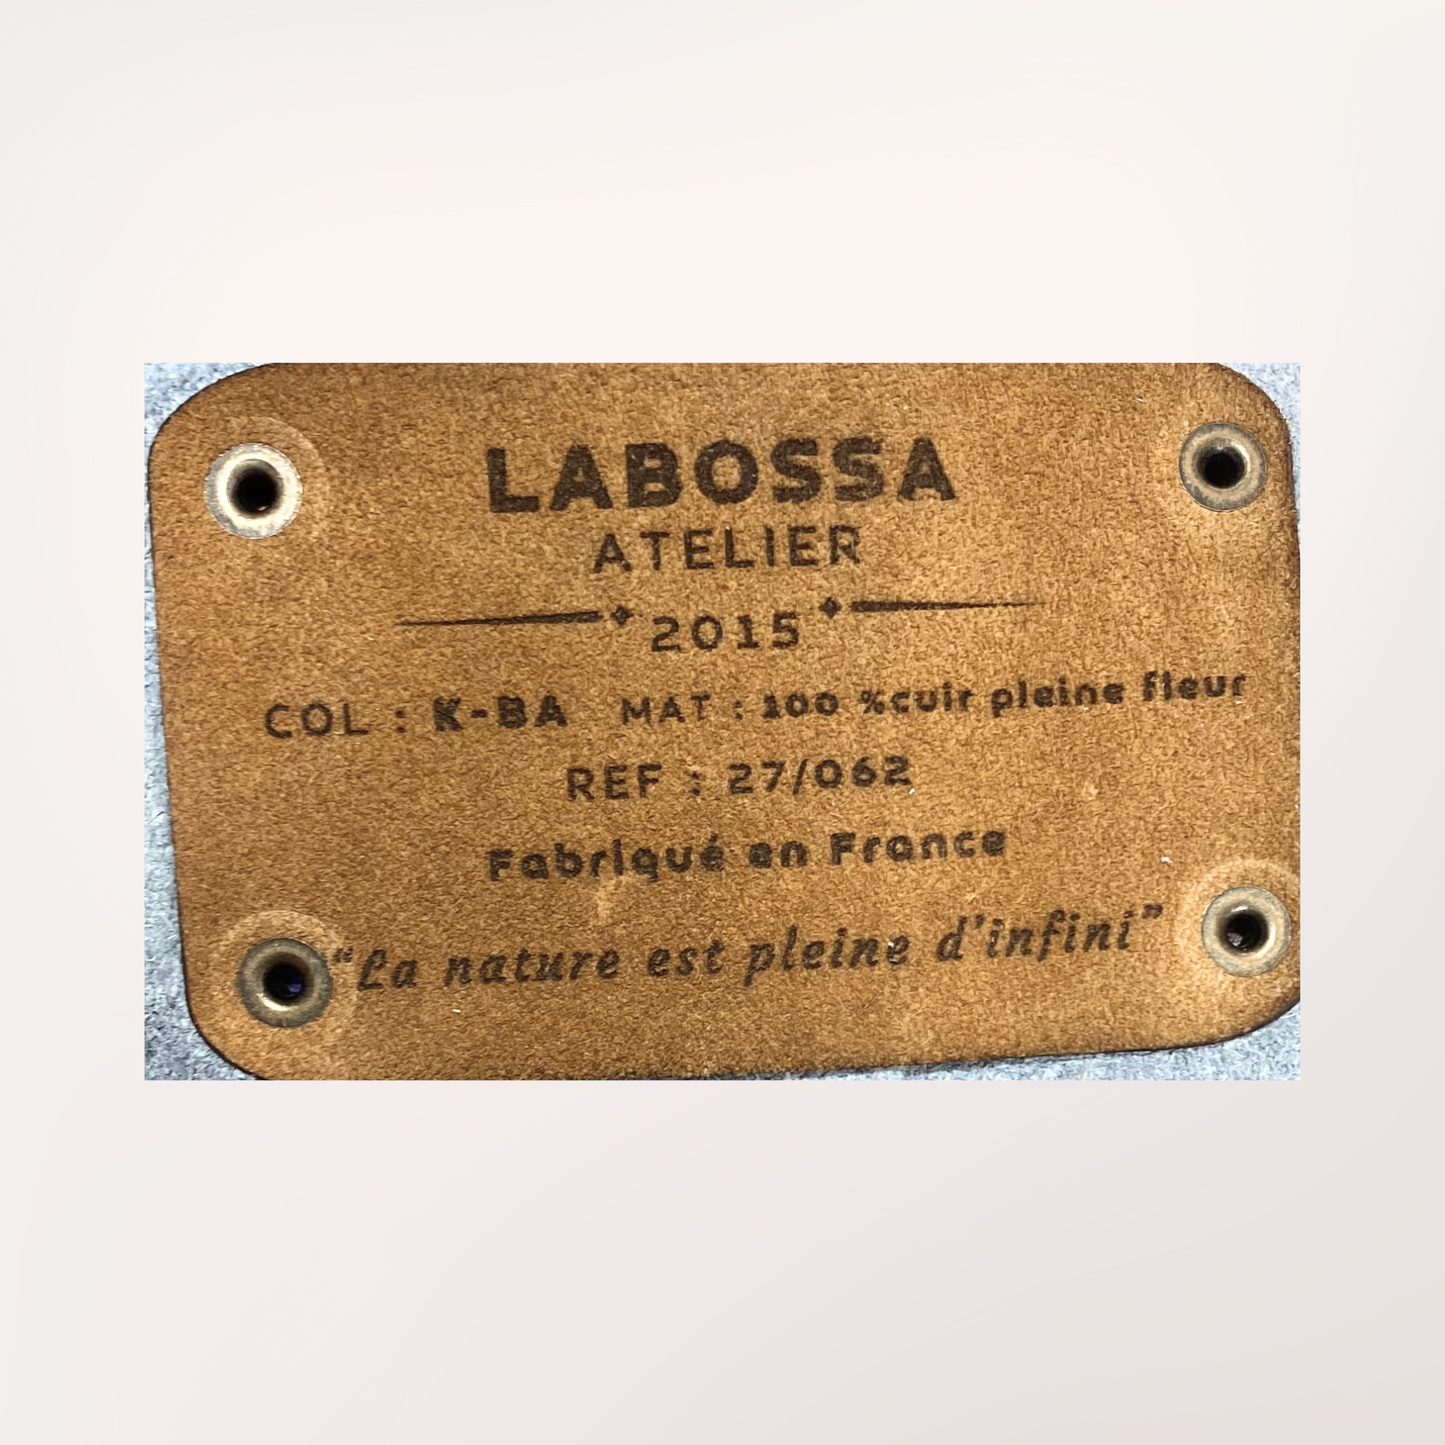 LABOSSA
ATELIER
2015
COL : K-BA MAT : 100 %cuir pleine fleur
REF : 27/062
Fabriqué en France
“La nature est pleine d'infini”